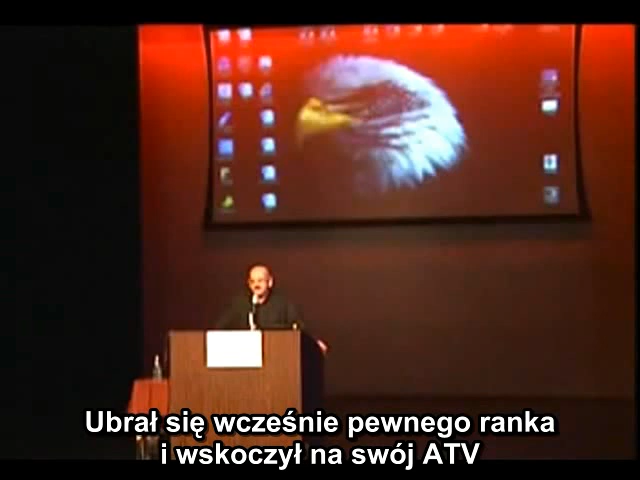 Ubrał się wcześnie pewnego ranka
i wskoczył na swój ATV